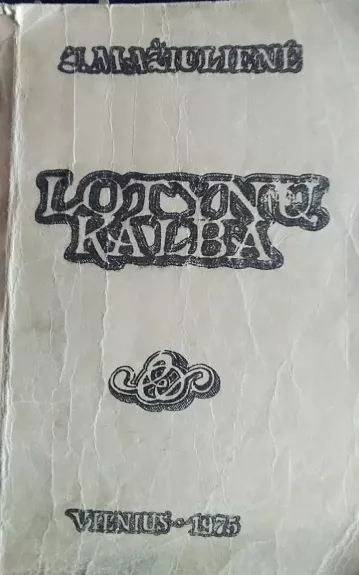 S. MAŽIULIENĖ
LOTYNŲ
KALBA
VILNIUS • 1975